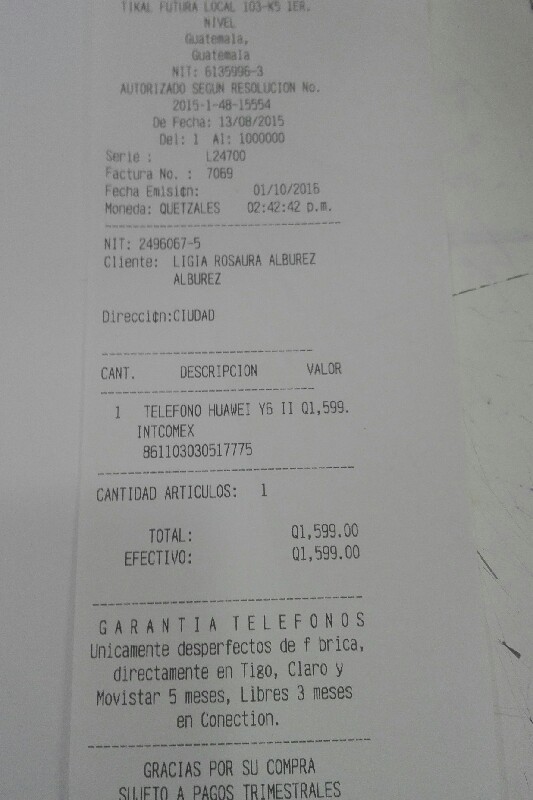 TIKAL FUTURA LOCAL 103-K5 1ER.
NIVEL
Guatemala,
Guatemala
NIT: 6135996-3
AUTORIZADO SEGUN RESOLUCION No.
2015-1-48-15554
De Fecha: 13/08/2015
Del: 1 Al: 1000000
Serie : L24700
Factura No. : 7069
Fecha Emisi¢n: 01/10/2016
Moneda: QUETZALES 02:42:42 p.m.
NIT: 2496067-5
Cliente: LIGIA ROSAURA ALBUREZ
ALBUREZ
Direcci¢n:CIUDAD
CANT. DESCRIPCION VALOR
1 TELEFONO HUAWEI Y6 II Q1,599.
INTCOMEX
861103030517775
CANTIDAD ARTICULOS: 1
TOTAL: Q1,599.00
EFECTIVO: Q1,599.00
G A R A N T I A T E L E F O N O S
Unicamente desperfectos de f brica,
directamente en Tigo, Claro y
Movistar 5 meses, Libres 3 meses
en Conection.
GRACIAS POR SU COMPRA
SUJETO A PAGOS TRIMESTRALES